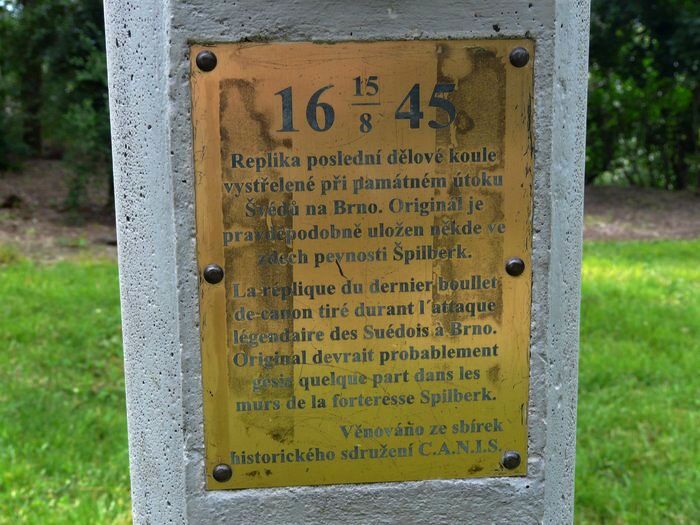 16 15/8 45
Replika poslední dělové koule
vystřelené při památném útoku
Švédů na Brno. Originál je
pravděpodobně uložen někde ve
zdech pevnosti Špilberk.
La réplique du dernier boullet
de canon tiré durant l´attaque
légendaire des Suédois à Brno.
Original devrait probablement
gésir quelque part dans les
murs de la forteresse Spilberk.
Věnováňo ze sbírek
historického sdružení C.A.N.I.S.